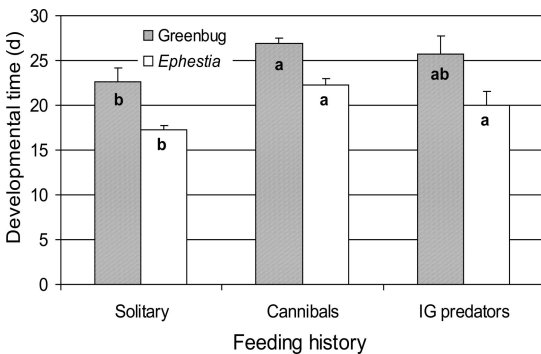 Developmental time (d)
30
25
20
15
10
5
0
Greenbug
Ephestia
b
b
a
a
ab
a
Solitary
Cannibals
IG predators
Feeding history